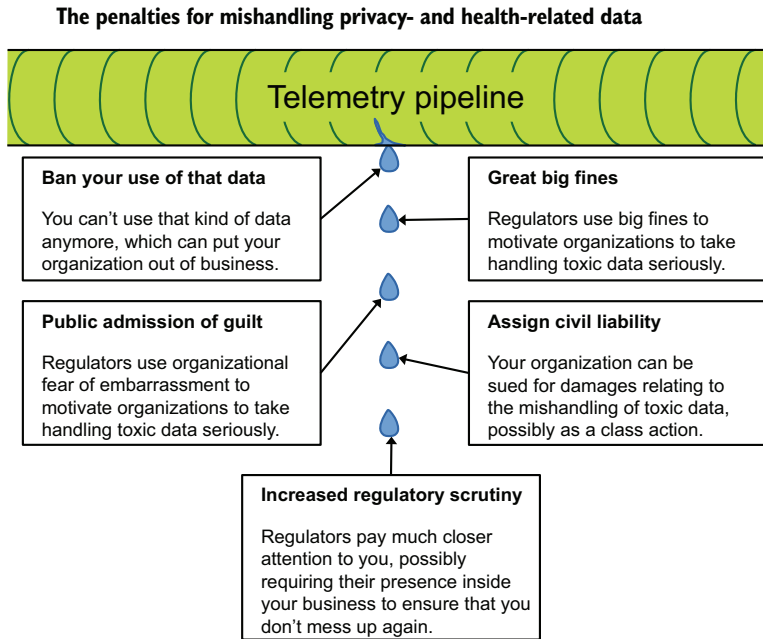 The penalties for mishandling privacy- and health-related data
Telemetry pipeline
Ban your use of that data
You can’t use that kind of data
anymore, which can put your
organization out of business.
Great big fines
Regulators use big fines to
motivate organizations to take
handling toxic data seriously.
Public admission of guilt
Regulators use organizational
fear of embarrassment to
motivate organizations to take
handling toxic data seriously.
Assign civil liability
Your organization can be
sued for damages relating to
the mishandling of toxic data,
possibly as a class action.
Increased regulatory scrutiny
Regulators pay much closer
attention to you, possibly
requiring their presence inside
your business to ensure that you
don’t mess up again.